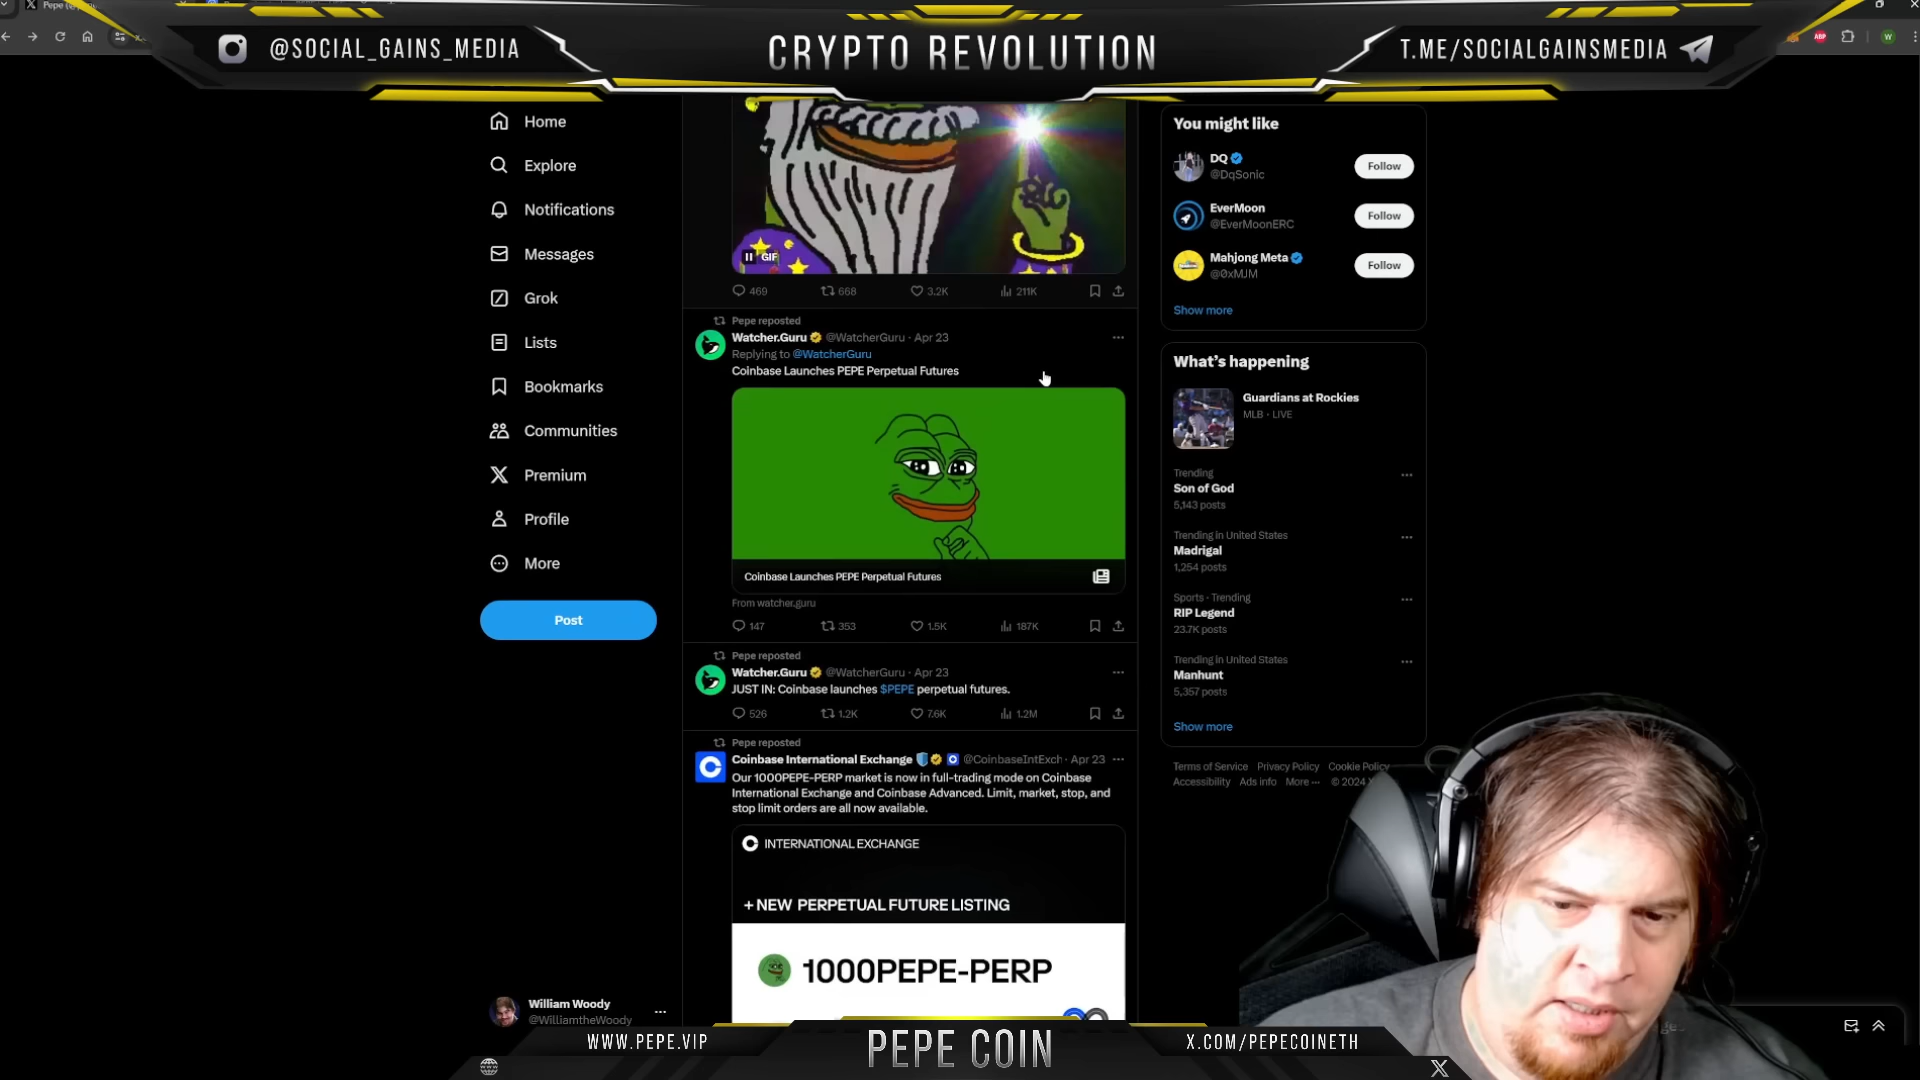 Pepe
@SOCIAL_GAINS_MEDIA
CRYPTO REVOLUTION
T.ME/SOCIALGAINSMEDIA
ABP
W
Home
Explore
Notifications
Messages
Grok
Lists
Bookmarks
Communities
Premium
Profile
More
Post
William Woody
@WilliamtheWoody
GIF
469 668 3.2K 211K
Pepe reposted
Watcher.Guru @WatcherGuru · Apr 23
Replying to @WatcherGuru
Coinbase Launches PEPE Perpetual Futures
Coinbase Launches PEPE Perpetual Futures
From watcher.guru
147 353 1.5K 187K
Pepe reposted
Watcher.Guru @WatcherGuru · Apr 23
JUST IN: Coinbase launches $PEPE perpetual futures.
526 1.2K 7.6K 1.2M
Pepe reposted
Coinbase International Exchange @CoinbaseIntExch · Apr 23
Our 1000PEPE-PERP market is now in full-trading mode on Coinbase
International Exchange and Coinbase Advanced. Limit, market, stop, and
stop limit orders are all now available.
INTERNATIONAL EXCHANGE
+ NEW PERPETUAL FUTURE LISTING
1000PEPE-PERP
You might like
DQ
@DqSonic
Follow
EverMoon
@EverMoonERC
Follow
Mahjong Meta
@0xMJM
Follow
Show more
What's happening
Guardians at Rockies
MLB · LIVE
Trending
Son of God
5,143 posts
Trending in United States
Madrigal
1,254 posts
Sports · Trending
RIP Legend
23.7K posts
Trending in United States
Manhunt
5,357 posts
Show more
Terms of Service Privacy Policy Cookie Policy
Accessibility Ads info More ··· © 2024
WWW.PEPE.VIP
PEPE COIN
X.COM/PEPECOINETH